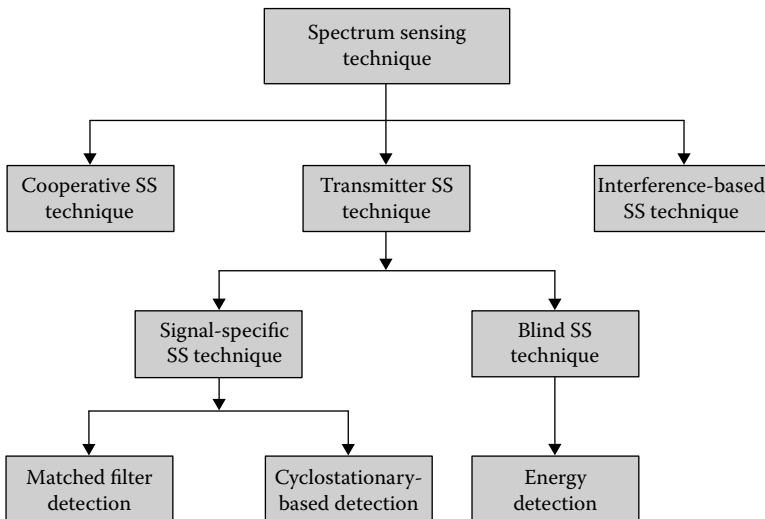 Spectrum sensing
technique
Cooperative SS
technique
Transmitter SS
technique
Interference-based
SS technique
Signal-specific
SS technique
Blind SS
technique
Matched filter
detection
Cyclostationary-
based detection
Energy
detection